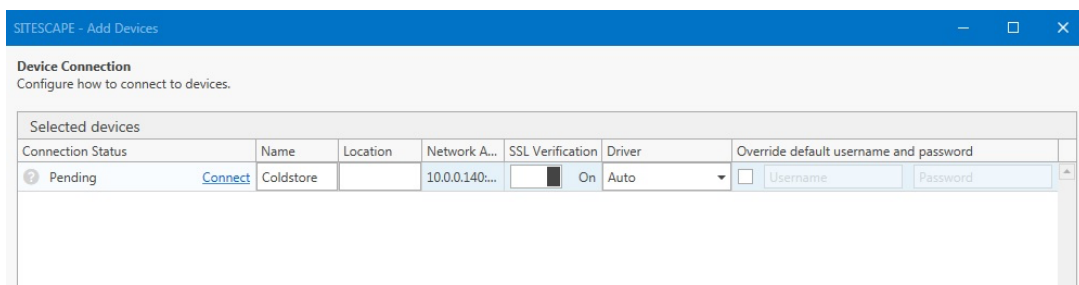 SITESCAPE - Add Devices
Device Connection
Configure how to connect to devices.
Selected devices
Connection Status Name Location Network A... SSL Verification Driver Override default username and password
? Pending Connect Coldstore 10.0.0.140:... On Auto Username Password